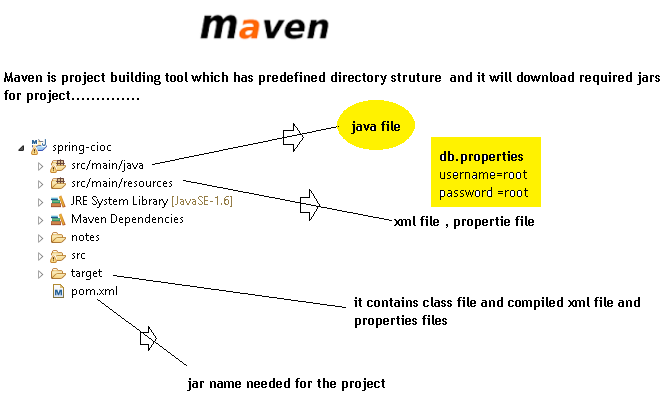 maven
Maven is project building tool which has predefined directory struture and it will download required jars
for project..............
java file
spring-cioc
src/main/java
db.properties
username=root
password =root
src/main/resources
JRE System Library [JavaSE-1.6]
xml file , propertie file
Maven Dependencies
notes
src
target
pom.xml
it contains class file and compiled xml file and
properties files
jar name needed for the project